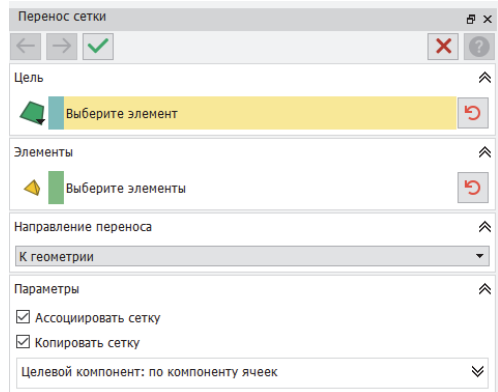 Перенос сетки
Цель
Выберите элемент
Элементы
Выберите элементы
Направление переноса
К геометрии
Параметры
Ассоциировать сетку
Копировать сетку
Целевой компонент: по компоненту ячеек